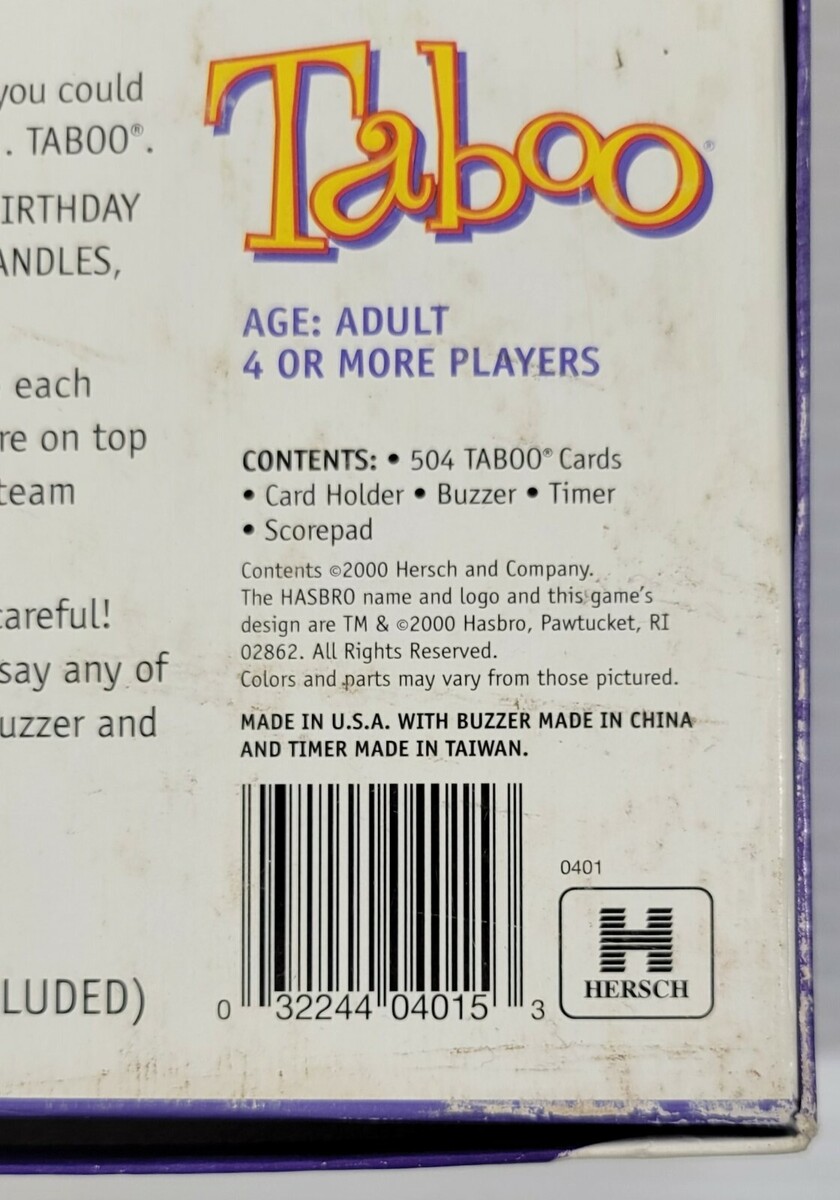 you could
. TABOO®.
IRTHDAY
ANDLES,
each
re on top
team
careful!
say any of
uzzer and
LUDED)
Taboo®
AGE: ADULT
4 OR MORE PLAYERS
CONTENTS: • 504 TABOO® Cards
• Card Holder • Buzzer • Timer
• Scorepad
Contents ©2000 Hersch and Company.
The HASBRO name and logo and this game's
design are TM & ©2000 Hasbro, Pawtucket, RI
02862. All Rights Reserved.
Colors and parts may vary from those pictured.
MADE IN U.S.A. WITH BUZZER MADE IN CHINA
AND TIMER MADE IN TAIWAN.
0 32244 04015 3
0401
H
HERSCH